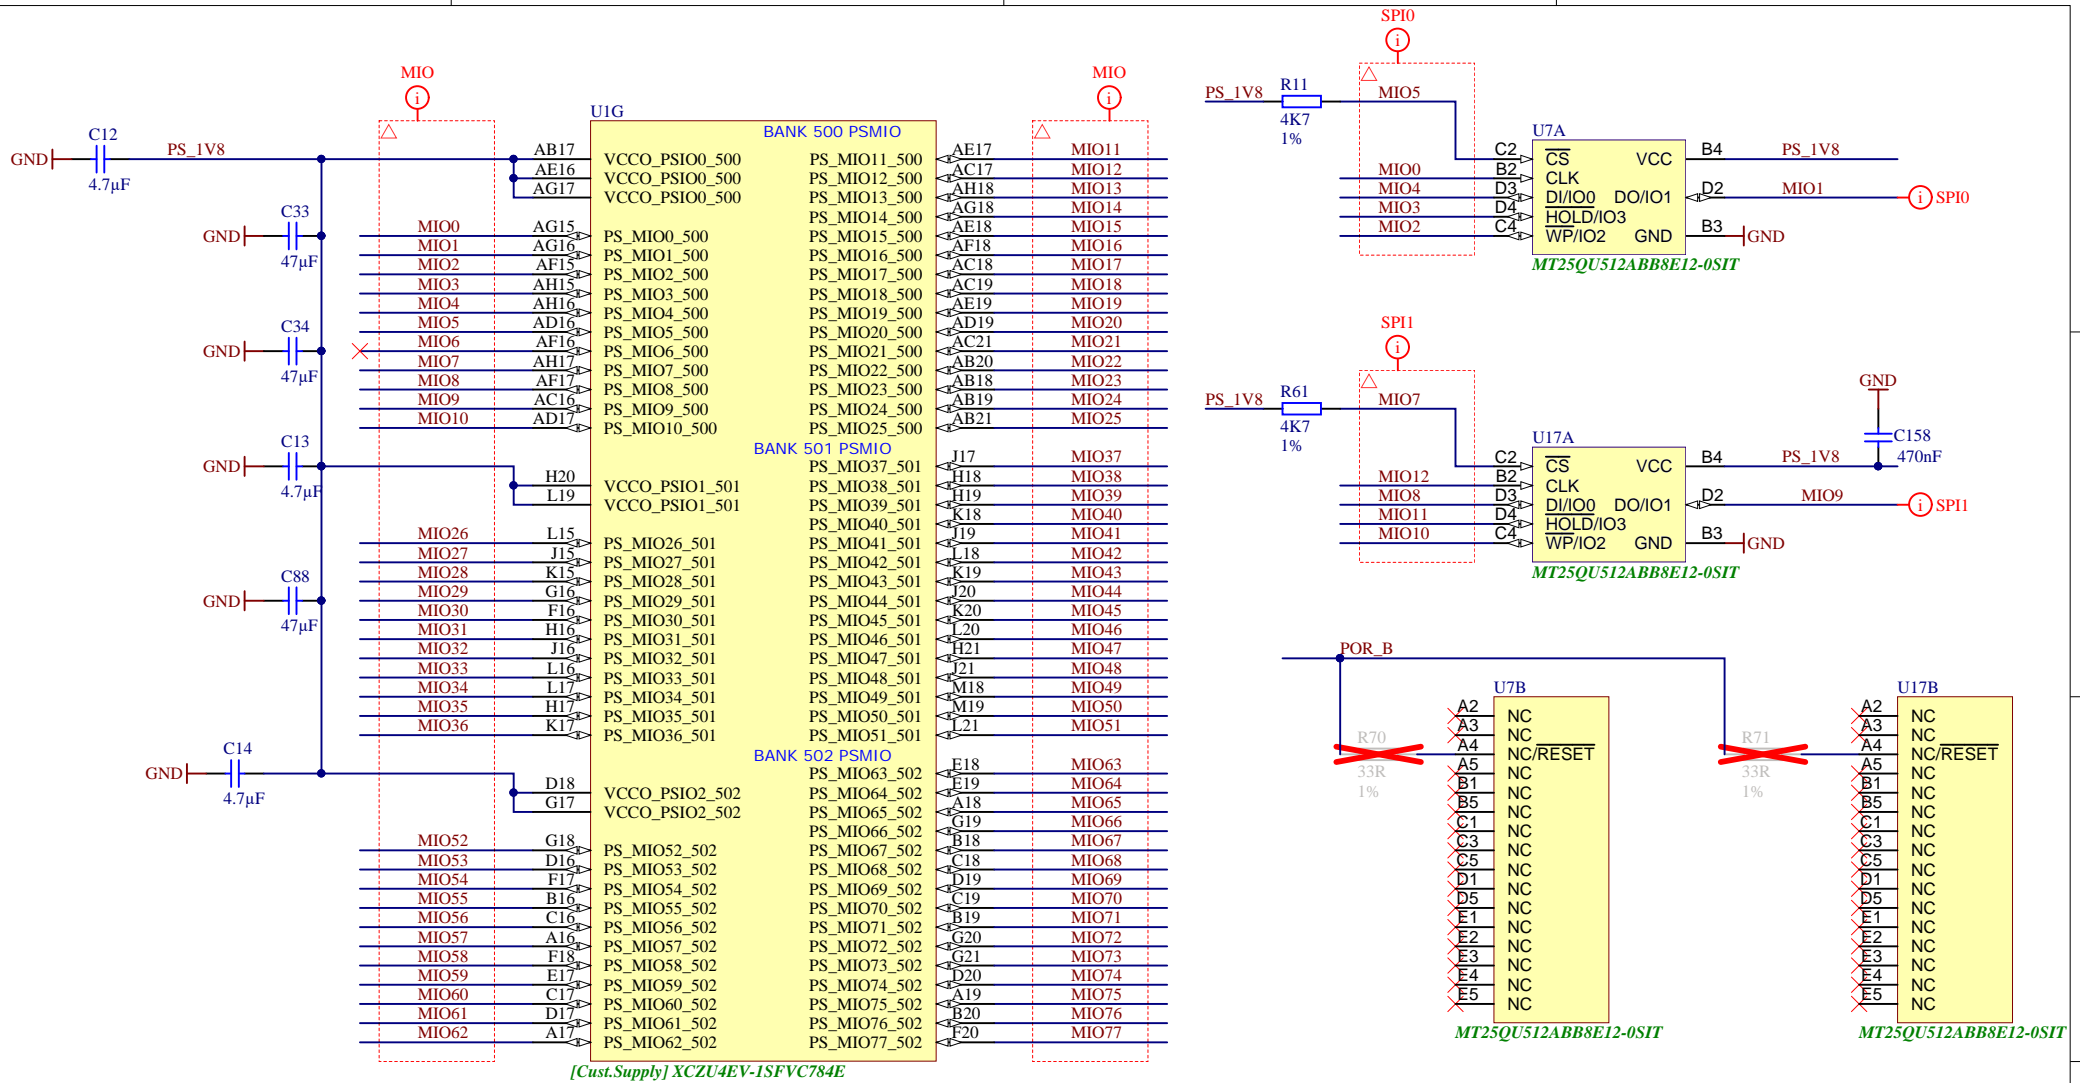 MIO
MIO
U1G
C12
GND
4.7µF
PS_1V8
C33
GND
47µF
C34
GND
47µF
C13
GND
4.7µF
C88
GND
47µF
C14
GND
4.7µF
BANK 500 PSMIO
AB17 VCCO_PSIO0_500 PS_MIO11_500 AE17 MIO11
AE16 VCCO_PSIO0_500 PS_MIO12_500 AC17 MIO12
AG17 VCCO_PSIO0_500 PS_MIO13_500 AH18 MIO13
PS_MIO14_500 AG18 MIO14
MIO0 AG15 PS_MIO0_500 PS_MIO15_500 AE18 MIO15
MIO1 AG16 PS_MIO1_500 PS_MIO16_500 AF18 MIO16
MIO2 AF15 PS_MIO2_500 PS_MIO17_500 AC18 MIO17
MIO3 AH15 PS_MIO3_500 PS_MIO18_500 AC19 MIO18
MIO4 AH16 PS_MIO4_500 PS_MIO19_500 AE19 MIO19
MIO5 AD16 PS_MIO5_500 PS_MIO20_500 AD19 MIO20
MIO6 AF16 PS_MIO6_500 PS_MIO21_500 AC21 MIO21
MIO7 AH17 PS_MIO7_500 PS_MIO22_500 AB20 MIO22
MIO8 AF17 PS_MIO8_500 PS_MIO23_500 AB18 MIO23
MIO9 AC16 PS_MIO9_500 PS_MIO24_500 AB19 MIO24
MIO10 AD17 PS_MIO10_500 PS_MIO25_500 AB21 MIO25
BANK 501 PSMIO
PS_MIO37_501 J17 MIO37
H20 VCCO_PSIO1_501 PS_MIO38_501 H18 MIO38
L19 VCCO_PSIO1_501 PS_MIO39_501 H19 MIO39
PS_MIO40_501 K18 MIO40
MIO26 L15 PS_MIO26_501 PS_MIO41_501 J19 MIO41
MIO27 J15 PS_MIO27_501 PS_MIO42_501 L18 MIO42
MIO28 K15 PS_MIO28_501 PS_MIO43_501 K19 MIO43
MIO29 G16 PS_MIO29_501 PS_MIO44_501 J20 MIO44
MIO30 F16 PS_MIO30_501 PS_MIO45_501 K20 MIO45
MIO31 H16 PS_MIO31_501 PS_MIO46_501 L20 MIO46
MIO32 J16 PS_MIO32_501 PS_MIO47_501 H21 MIO47
MIO33 L16 PS_MIO33_501 PS_MIO48_501 J21 MIO48
MIO34 L17 PS_MIO34_501 PS_MIO49_501 M18 MIO49
MIO35 H17 PS_MIO35_501 PS_MIO50_501 M19 MIO50
MIO36 K17 PS_MIO36_501 PS_MIO51_501 L21 MIO51
BANK 502 PSMIO
PS_MIO63_502 E18 MIO63
D18 VCCO_PSIO2_502 PS_MIO64_502 E19 MIO64
G17 VCCO_PSIO2_502 PS_MIO65_502 A18 MIO65
PS_MIO66_502 G19 MIO66
MIO52 G18 PS_MIO52_502 PS_MIO67_502 B18 MIO67
MIO53 D16 PS_MIO53_502 PS_MIO68_502 C18 MIO68
MIO54 F17 PS_MIO54_502 PS_MIO69_502 D19 MIO69
MIO55 B16 PS_MIO55_502 PS_MIO70_502 C19 MIO70
MIO56 C16 PS_MIO56_502 PS_MIO71_502 B19 MIO71
MIO57 A16 PS_MIO57_502 PS_MIO72_502 G20 MIO72
MIO58 F18 PS_MIO58_502 PS_MIO73_502 G21 MIO73
MIO59 E17 PS_MIO59_502 PS_MIO74_502 D20 MIO74
MIO60 C17 PS_MIO60_502 PS_MIO75_502 A19 MIO75
MIO61 D17 PS_MIO61_502 PS_MIO76_502 B20 MIO76
MIO62 A17 PS_MIO62_502 PS_MIO77_502 F20 MIO77
[Cust.Supply] XCZU4EV-1SFVC784E
SPI0
i
PS_1V8 R11 MIO5
4K7
1%
U7A
C2 CS VCC B4 PS_1V8
MIO0 B2 CLK
MIO4 D3 DI/IO0 DO/IO1 D2 MIO1 i SPI0
MIO3 D4 HOLD/IO3
MIO2 C4 WP/IO2 GND B3 GND
MT25QU512ABB8E12-0SIT
SPI1
i
GND
PS_1V8 R61 MIO7
4K7
1%
C158
470nF
U17A
C2 CS VCC B4 PS_1V8
MIO12 B2 CLK
MIO8 D3 DI/IO0 DO/IO1 D2 MIO9 i SPI1
MIO11 D4 HOLD/IO3
MIO10 C4 WP/IO2 GND B3 GND
MT25QU512ABB8E12-0SIT
POR_B
R70
33R
1%
U7B
A2 NC
A3 NC
A4 NC/RESET
A5 NC
B1 NC
B5 NC
C1 NC
C3 NC
C5 NC
D1 NC
D5 NC
E1 NC
E2 NC
E3 NC
E4 NC
E5 NC
MT25QU512ABB8E12-0SIT
R71
33R
1%
U17B
A2 NC
A3 NC
A4 NC/RESET
A5 NC
B1 NC
B5 NC
C1 NC
C3 NC
C5 NC
D1 NC
D5 NC
E1 NC
E2 NC
E3 NC
E4 NC
E5 NC
MT25QU512ABB8E12-0SIT